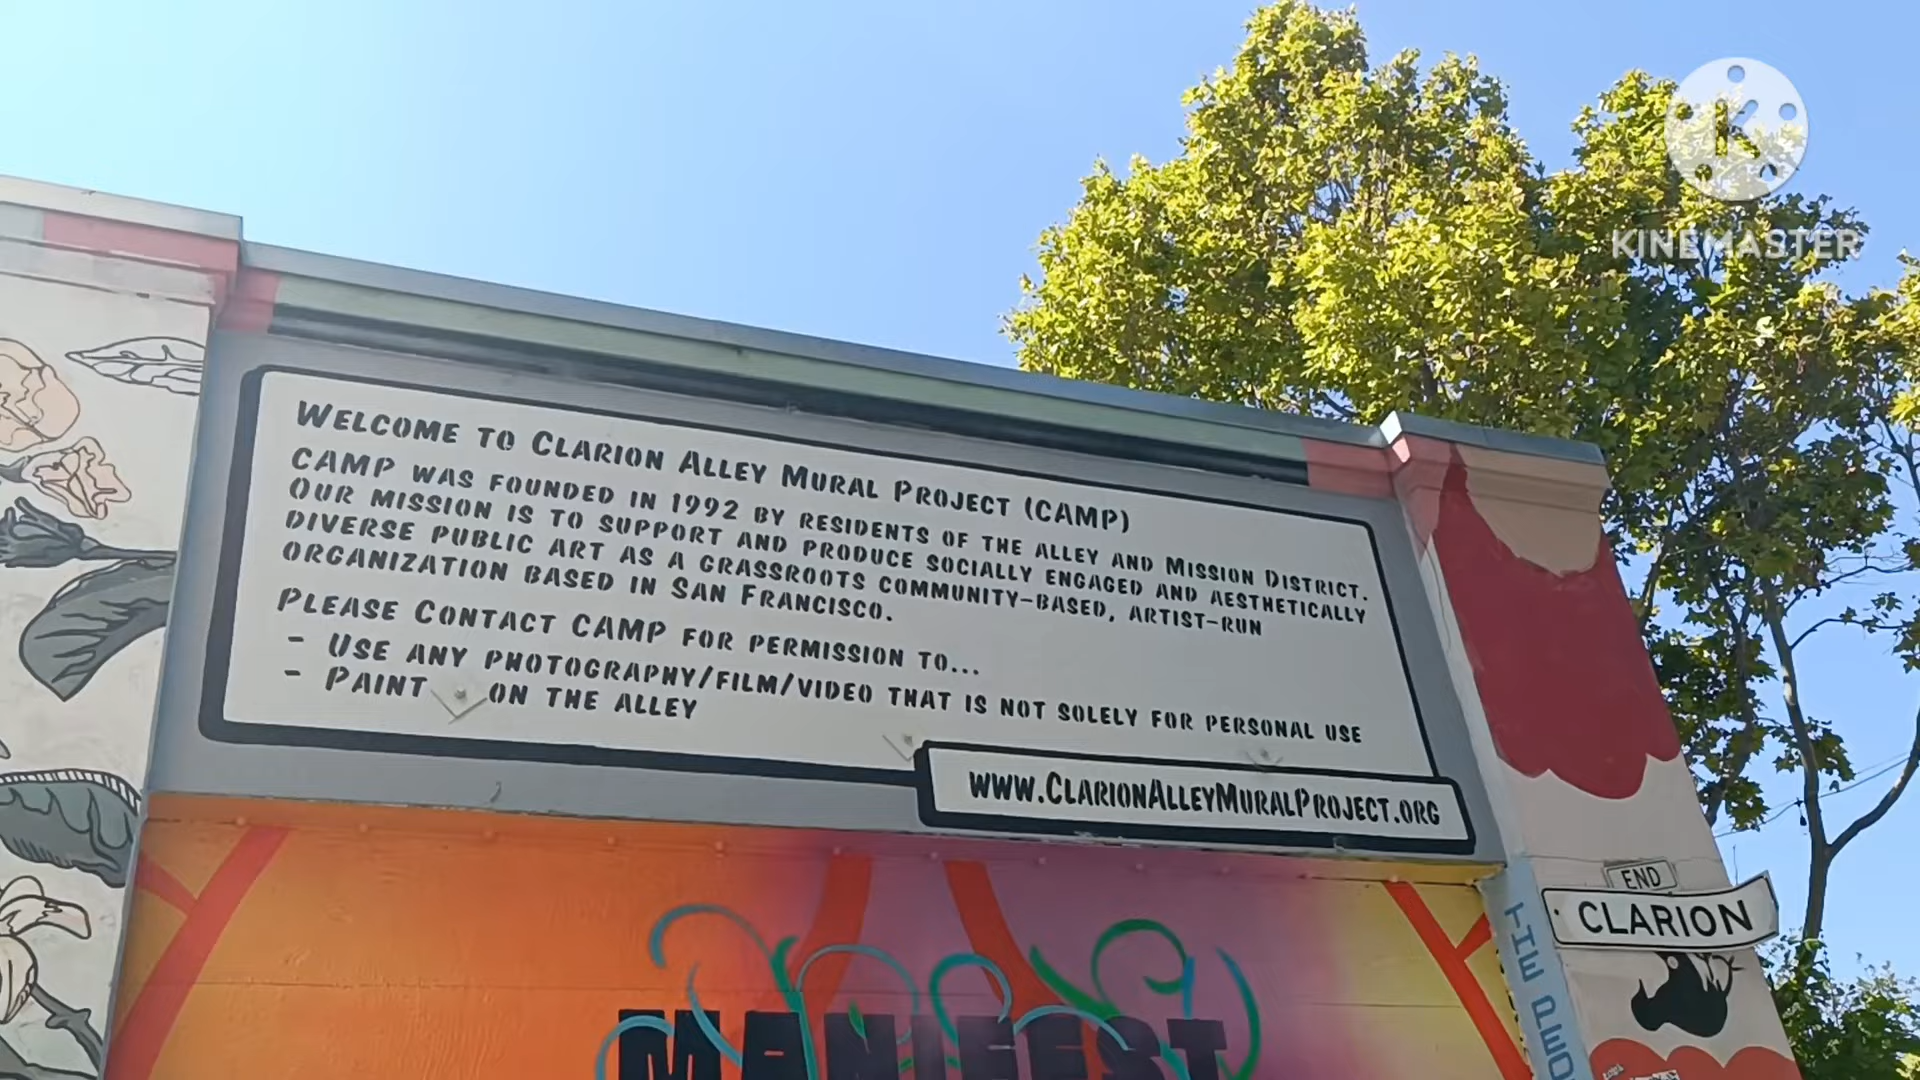 KINEMASTER
WELCOME TO CLARION ALLEY MURAL PROJECT (CAMP)
CAMP WAS FOUNDED IN 1992 BY RESIDENTS OF THE ALLEY AND MISSION DISTRICT.
OUR MISSION IS TO SUPPORT AND PRODUCE SOCIALLY ENGAGED AND AESTHETICALLY
DIVERSE PUBLIC ART AS A GRASSROOTS COMMUNITY-BASED, ARTIST-RUN
ORGANIZATION BASED IN SAN FRANCISCO.
PLEASE CONTACT CAMP FOR PERMISSION TO...
- USE ANY PHOTOGRAPHY/FILM/VIDEO THAT IS NOT SOLELY FOR PERSONAL USE
- PAINT ON THE ALLEY
WWW.CLARIONALLEYMURALPROJECT.ORG
END
CLARION
THE
MANIFEST